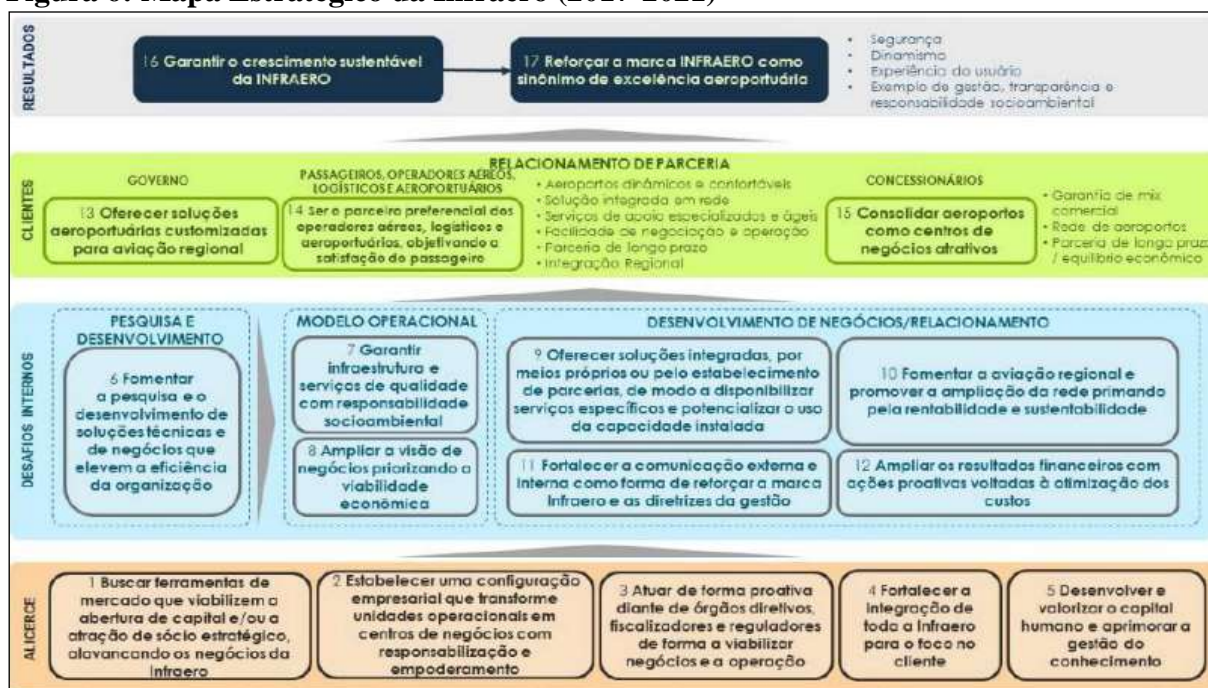 Figura 6: Mapa Estratégico da Infraero (2017-2021)
RESULTADOS
16 Garantir o crescimento sustentável
da INFRAERO
17 Reforçar a marca INFRAERO como
sinônimo de excelência aeroportuária
• Segurança
• Dinamismo
• Experiência do usuário
• Exemplo de gestão, transparência e
responsabilidade socioambiental
CLIENTES
RELACIONAMENTO DE PARCERIA
GOVERNO
13 Oferecer soluções
aeroportuárias customizadas
para aviação regional
PASSAGEIROS, OPERADORES AÉREOS,
LOGÍSTICOS E AEROPORTUÁRIOS
14 Ser o parceiro preferencial dos
operadores aéreos, logísticos e
aeroportuários, objetivando a
satisfação do passageiro
• Aeroportos dinâmicos e confortáveis
• Solução integrada em rede
• Serviços de apoio especializados e ágeis
• Facilidade de negociação e operação
• Parceria de longo prazo
• Integração Regional
CONCESSIONÁRIOS
15 Consolidar aeroportos
como centros de
negócios atrativos
• Garantia de mix
comercial
• Rede de aeroportos
• Parceria de longo prazo
/ equilíbrio econômico
DESAFIOS INTERNOS
PESQUISA E
DESENVOLVIMENTO
6 Fomentar
a pesquisa e o
desenvolvimento de
soluções técnicas e
de negócios que
elevem a eficiência
da organização
MODELO OPERACIONAL
7 Garantir
infraestrutura e
serviços de qualidade
com responsabilidade
socioambiental
8 Ampliar a visão de
negócios priorizando a
viabilidade
econômica
DESENVOLVIMENTO DE NEGÓCIOS/RELACIONAMENTO
9 Oferecer soluções integradas, por
meios próprios ou pelo estabelecimento
de parcerias, de modo a disponibilizar
serviços específicos e potencializar o uso
da capacidade instalada
10 Fomentar a aviação regional e
promover a ampliação da rede primando
pela rentabilidade e sustentabilidade
11 Fortalecer a comunicação externa e
interna como forma de reforçar a marca
Infraero e as diretrizes da gestão
12 Ampliar os resultados financeiros com
ações proativas voltadas à otimização dos
custos
ALICERCE
1 Buscar ferramentas de
mercado que viabilizem a
abertura de capital e/ou a
atração de sócio estratégico,
alavancando os negócios da
Infraero
2 Estabelecer uma configuração
empresarial que transforme
unidades operacionais em
centros de negócios com
responsabilização e
empoderamento
3 Atuar de forma proativa
diante de órgãos diretivos,
fiscalizadores e reguladores
de forma a viabilizar
negócios e a operação
4 Fortalecer a
integração de
toda a Infraero
para o foco no
cliente
5 Desenvolver e
valorizar o capital
humano e aprimorar a
gestão do
conhecimento